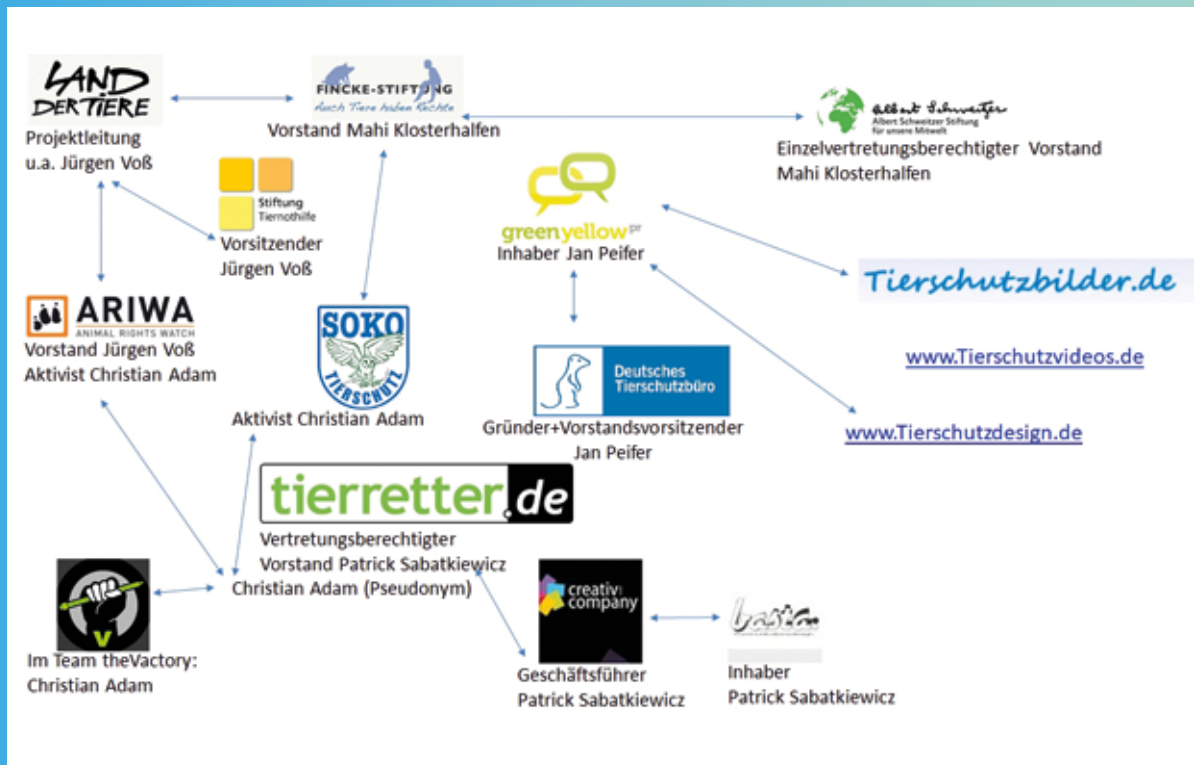 LAND
DER TIERE
Projektleitung
u.a. Jürgen Voß
FINCKE-STIFTUNG
Auch Tiere haben Rechte
Vorstand Mahi Klosterhalfen
Albert Schweitzer
Albert Schweitzer Stiftung
für unsere Mitwelt
Einzelvertretungsberechtigter Vorstand
Mahi Klosterhalfen
Stiftung
Tiernothilfe
Vorsitzender
Jürgen Voß
greenyellow pr
Inhaber Jan Peifer
Tierschutzbilder.de
www.Tierschutzvideos.de
www.Tierschutzdesign.de
ARIWA
ANIMAL RIGHTS WATCH
Vorstand Jürgen Voß
Aktivist Christian Adam
SOKO
TIERSCHUTZ
Aktivist Christian Adam
Deutsches
Tierschutzbüro
Gründer+Vorstandsvorsitzender
Jan Peifer
tierretter.de
Vertretungsberechtigter
Vorstand Patrick Sabatkiewicz
Christian Adam (Pseudonym)
V
Im Team theVactory:
Christian Adam
creativ
company
Geschäftsführer
Patrick Sabatkiewicz
basta
Inhaber
Patrick Sabatkiewicz